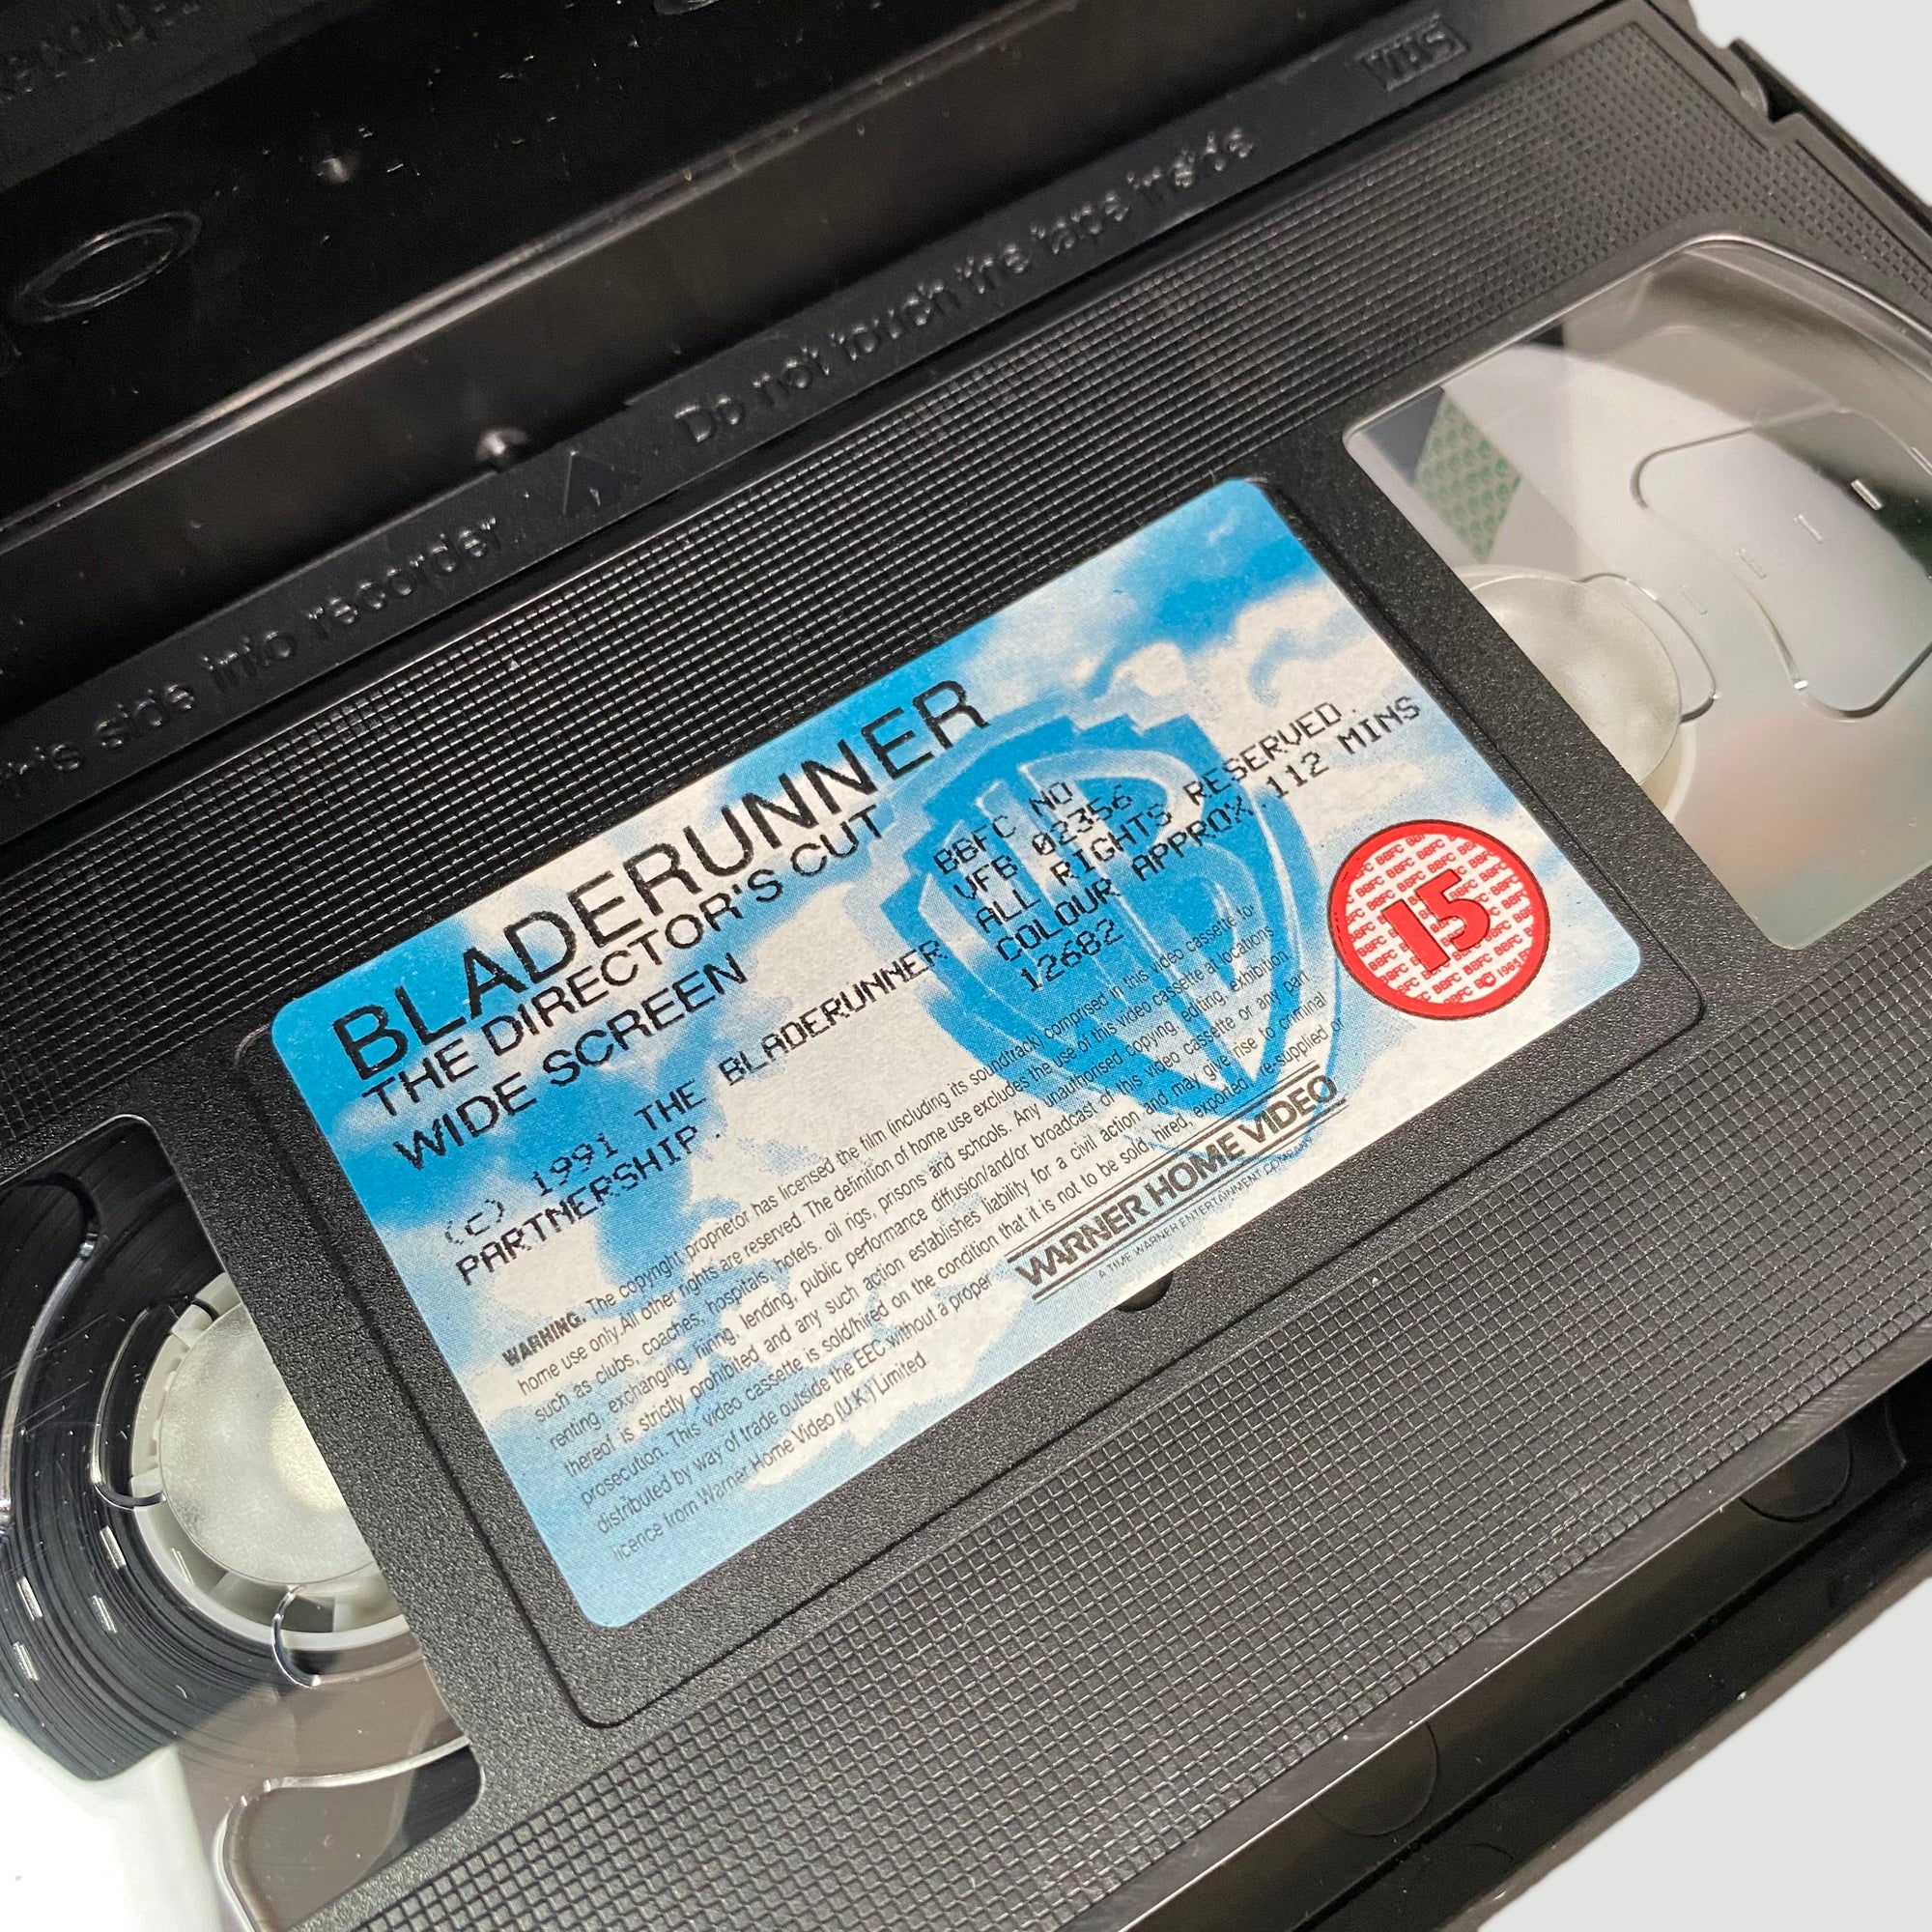 VHS
this side into recorder
Do not touch the tape inside
BLADERUNNER
THE DIRECTOR'S CUT
WIDE SCREEN
(c) 1991 THE BLADERUNNER
PARTNERSHIP.
BBFC NO
VFB 02356
ALL RIGHTS RESERVED.
COLOUR APPROX 112 MINS
12682
15
WARNING. The copyright proprietor has licensed the film (including its soundtrack) comprised in this video cassette for
home use only. All other rights are reserved. The definition of home use excludes the use of this video cassette at locations
such as clubs, coaches, hospitals, hotels, oil rigs, prisons and schools. Any unauthorised copying, editing, exhibition,
renting, exchanging, hiring, lending, public performance diffusion/and/or broadcast of this video cassette or any part
thereof is strictly prohibited and any such action establishes liability for a civil action and may give rise to criminal
prosecution. This video cassette is sold/hired on the condition that it is not to be sold, hired, exported, re-supplied or
distributed by way of trade outside the EEC without a proper
licence from Warner Home Video (U.K.) Limited.
WARNER HOME VIDEO
A TIME WARNER ENTERTAINMENT COMPANY